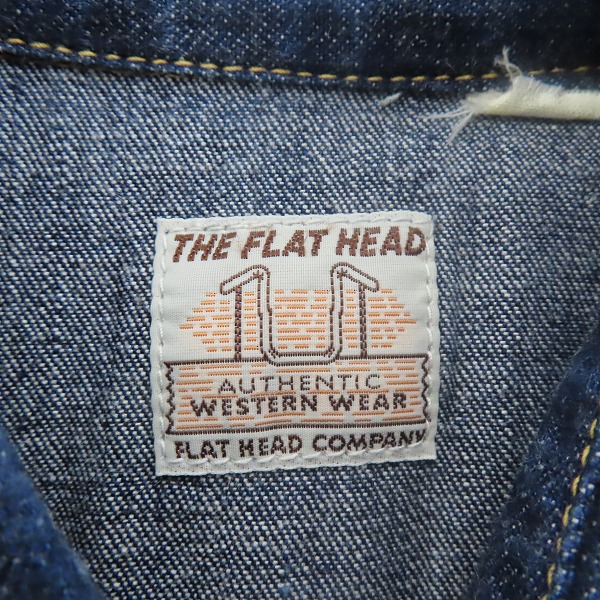 THE FLAT HEAD
AUTHENTIC
WESTERN WEAR
FLAT HEAD COMPANY